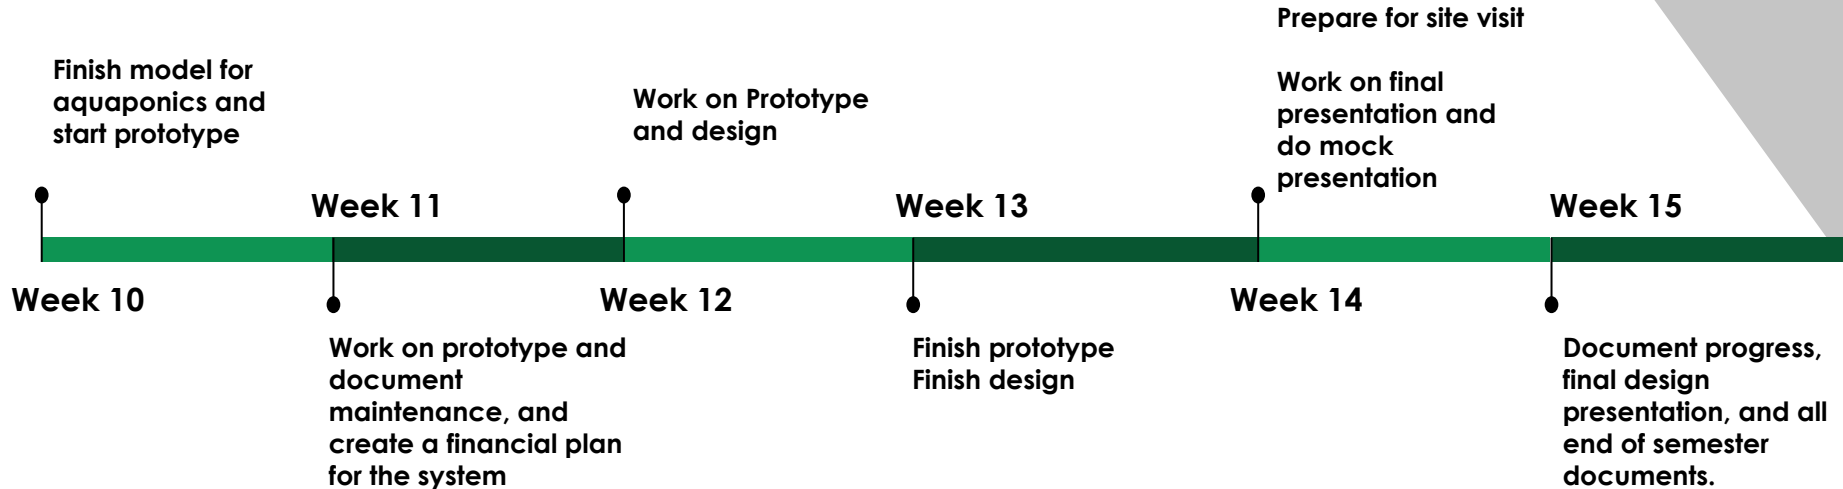 Finish model for
aquaponics and
start prototype
Week 10
Week 11
Work on prototype and
document
maintenance, and
create a financial plan
for the system
Work on Prototype
and design
Week 12
Week 13
Finish prototype
Finish design
Prepare for site visit
Work on final
presentation and
do mock
presentation
Week 14
Week 15
Document progress,
final design
presentation, and all
end of semester
documents.